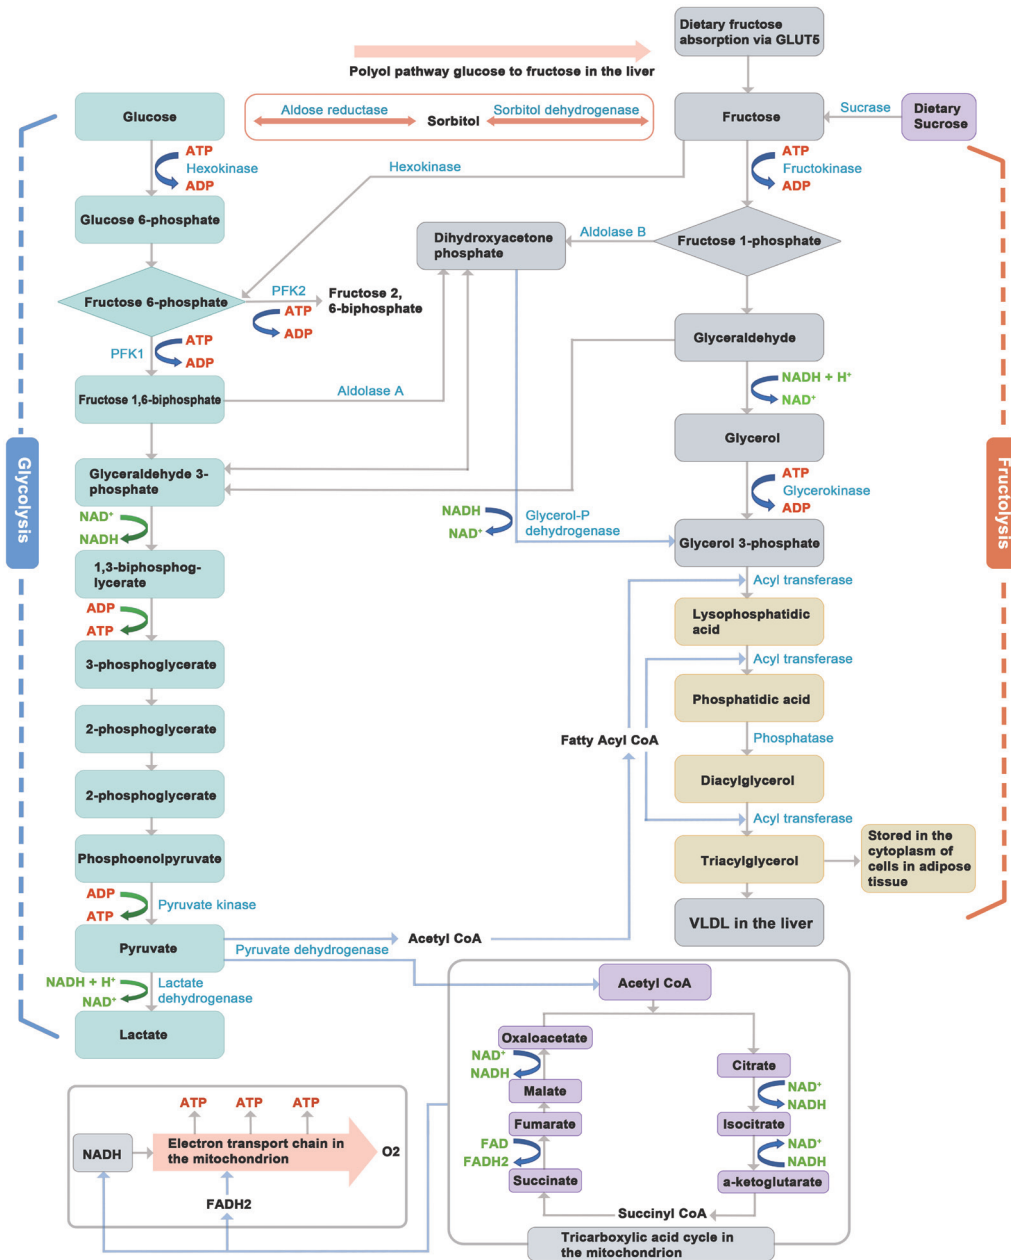 Dietary fructose
absorption via GLUT5
Polyol pathway glucose to fructose in the liver
Glucose
Aldose reductase
Sorbitol
Sorbitol dehydrogenase
Fructose
Sucrase
Dietary
Sucrose
ATP
Hexokinase
ADP
Hexokinase
ATP
Fructokinase
ADP
Glucose 6-phosphate
Dihydroxyacetone
phosphate
Aldolase B
Fructose 1-phosphate
Fructose 6-phosphate
PFK2
ATP
ADP
Fructose 2,
6-biphosphate
PFK1
ATP
ADP
Glyceraldehyde
Fructose 1,6-biphosphate
Aldolase A
NADH + H⁺
NAD⁺
Glycerol
Glycolysis
Fructolysis
Glyceraldehyde 3-
phosphate
ATP
Glycerokinase
ADP
NAD⁺
NADH
NADH
NAD⁺
Glycerol-P
dehydrogenase
Glycerol 3-phosphate
1,3-biphosphog-
lycerate
Acyl transferase
ADP
ATP
Lysophosphatidic
acid
3-phosphoglycerate
Acyl transferase
Phosphatidic acid
2-phosphoglycerate
Fatty Acyl CoA
Phosphatase
2-phosphoglycerate
Diacylglycerol
Acyl transferase
Phosphoenolpyruvate
Triacylglycerol
Stored in the
cytoplasm of
cells in adipose
tissue
ADP
ATP
Pyruvate kinase
VLDL in the liver
Pyruvate
Acetyl CoA
Pyruvate dehydrogenase
NADH + H⁺
NAD⁺
Lactate
dehydrogenase
Lactate
Acetyl CoA
Oxaloacetate
NAD⁺
NADH
Malate
Fumarate
FAD
FADH2
Succinate
Citrate
NAD⁺
NADH
Isocitrate
NAD⁺
NADH
a-ketoglutarate
Succinyl CoA
Tricarboxylic acid cycle in
the mitochondrion
ATP
ATP
ATP
NADH
Electron transport chain in
the mitochondrion
O2
FADH2